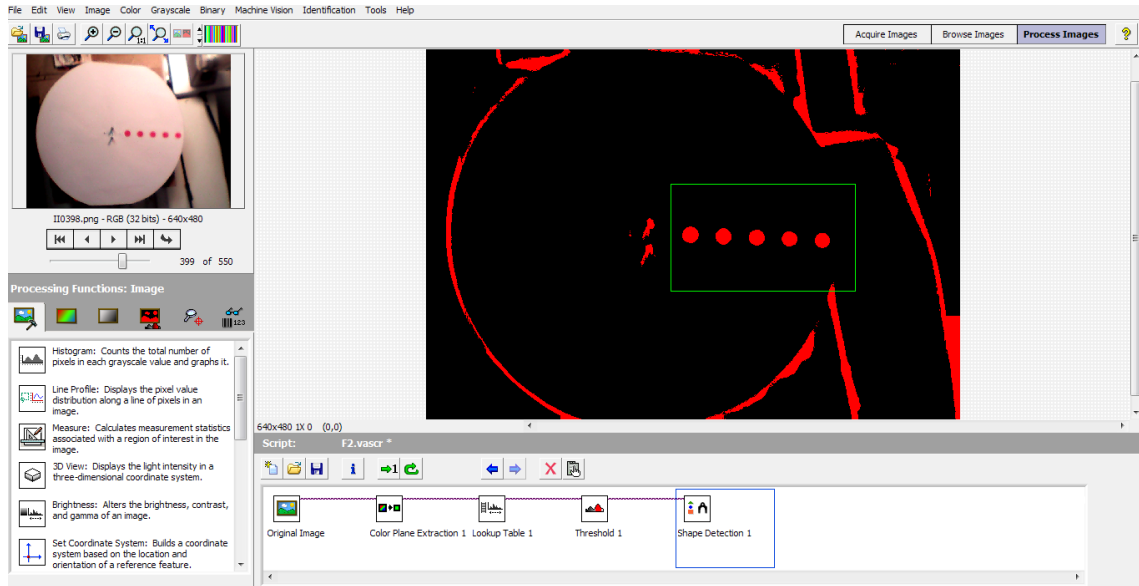 File Edit View Image Color Grayscale Binary Machine Vision Identification Tools Help
1:1
Acquire Images Browse Images Process Images ?
II0398.png - RGB (32 bits) - 640x480
399 of 550
Processing Functions: Image
123
Histogram: Counts the total number of
pixels in each grayscale value and graphs it.
Line Profile: Displays the pixel value
distribution along a line of pixels in an
image.
Measure: Calculates measurement statistics
associated with a region of interest in the
image.
3D View: Displays the light intensity in a
three-dimensional coordinate system.
Brightness: Alters the brightness, contrast,
and gamma of an image.
Set Coordinate System: Builds a coordinate
system based on the location and
orientation of a reference feature.
640x480 1X 0 (0,0)
Script: F2.vascr *
i 1 X
Original Image Color Plane Extraction 1 Lookup Table 1 Threshold 1 Shape Detection 1